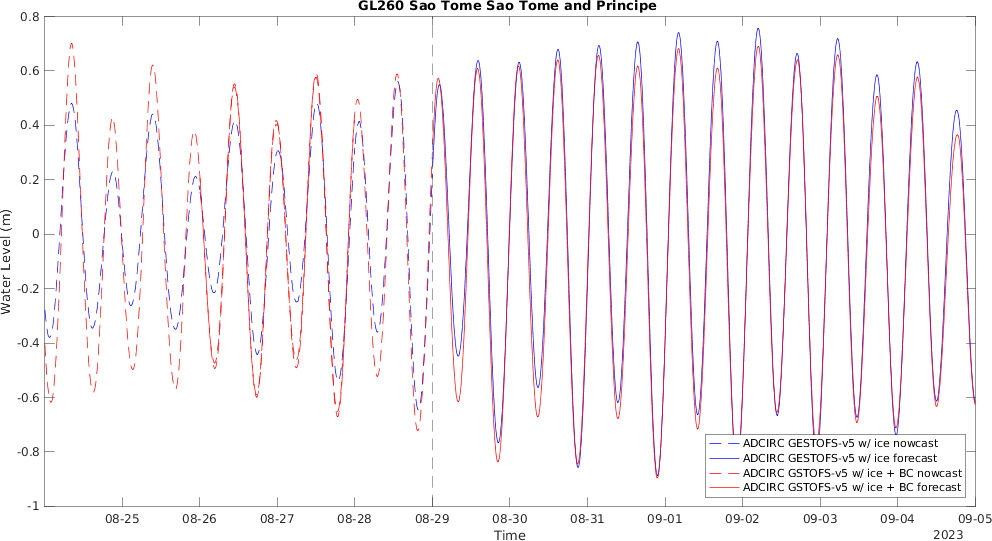 GL260 Sao Tome Sao Tome and Principe
Water Level (m)
0.8
0.6
0.4
0.2
0
-0.2
-0.4
-0.6
-0.8
-1
ADCIRC GESTOFS-v5 w/ ice nowcast
ADCIRC GESTOFS-v5 w/ ice forecast
ADCIRC GSTOFS-v5 w/ ice + BC nowcast
ADCIRC GSTOFS-v5 w/ ice + BC forecast
08-25 08-26 08-27 08-28 08-29 08-30 08-31 09-01 09-02 09-03 09-04 09-05
Time
2023